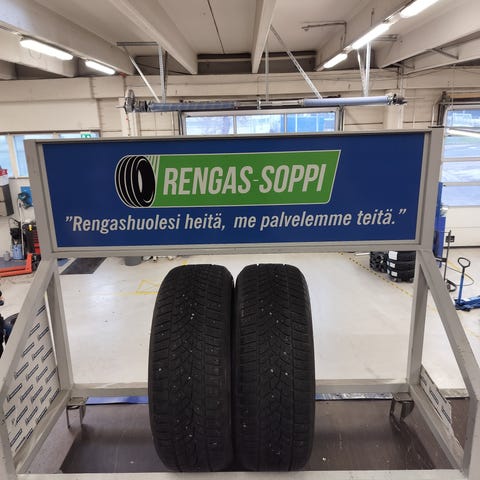 RENGAS-SOPPI
"Rengashuolesi heitä, me palvelemme teitä."